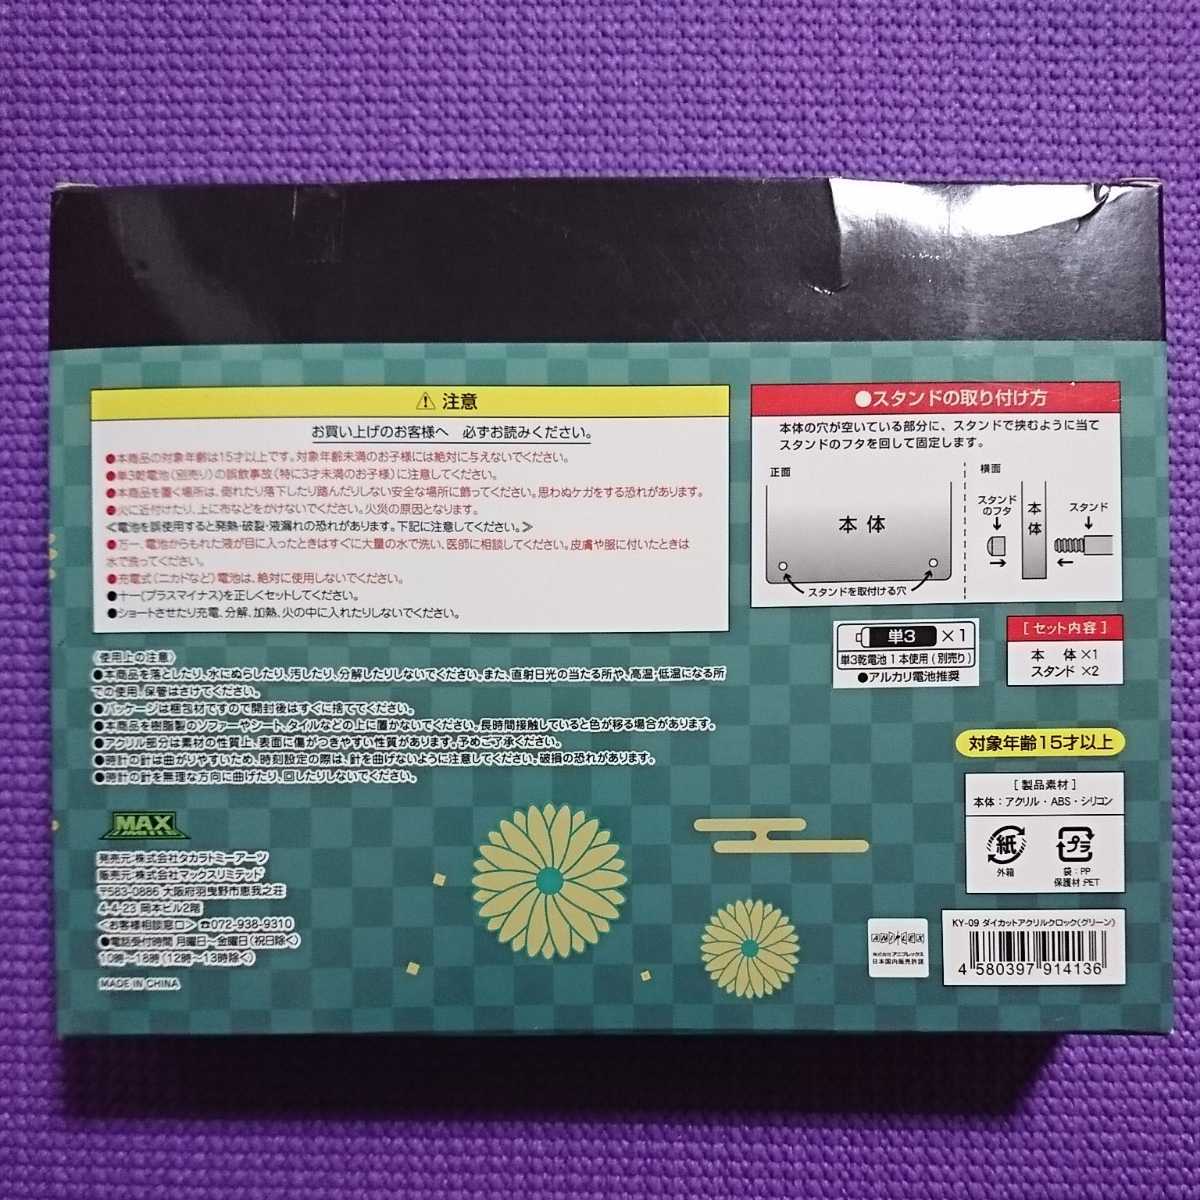 ⚠ 注意
お買い上げのお客様へ 必ずお読みください。
●本商品の対象年齢は15才以上です。対象年齢未満のお子様には絶対に与えないでください。
●単3乾電池(別売り)の誤飲事故(特に3才未満のお子様)に注意してください。
●本商品を置く場所は、倒れたり落下したり踏んだりしない安全な場所に飾ってください。思わぬケガをする恐れがあります。
●火に近付けたり、上に布などをかけないでください。火災の原因となります。
≪電池を誤使用すると発熱・破裂・液漏れの恐れがあります。下記に注意してください。≫
●万一、電池からもれた液が目に入ったときはすぐに大量の水で洗い、医師に相談してください。皮膚や服に付いたときは
水で洗ってください。
●充電式(ニカドなど)電池は、絶対に使用しないでください。
●＋－(プラスマイナス)を正しくセットしてください。
●ショートさせたり充電、分解、加熱、火の中に入れたりしないでください。
〈使用上の注意〉
●本商品を落としたり、水にぬらしたり、汚したり、分解したりしないでください。また、直射日光の当たる所や、高温・低温になる所
での使用、保管はさけてください。
●パッケージは梱包材ですので開封後はすぐに捨ててください。
●本商品を樹脂製のソファーやシート、タイルなどの上に置かないでください。長時間接触していると色が移る場合があります。
●アクリル部分は素材の性質上、表面に傷がつきやすい性質があります。予めご了承ください。
●時計の針は曲がりやすいため、時刻設定の際は、針を曲げないように注意してください。破損の恐れがあります。
●時計の針を無理な方向に曲げたり、回したりしないでください。
MAX
LIMITED
発売元:株式会社タカラトミーアーツ
販売元:株式会社マックスリミテッド
〒583-0886 大阪府羽曳野市恵我之荘
4-4-23 岡本ビル2階
<お客様相談窓口> ☎072-938-9310
●電話受付時間 月曜日～金曜日(祝日除く)
10時～18時(12時～13時除く)
MADE IN CHINA
●スタンドの取り付け方
本体の穴が空いている部分に、スタンドで挟むように当て
スタンドのフタを回して固定します。
正面
本体
スタンドを取付ける穴
横面
スタンド
のフタ
本体
スタンド
単3 ×1
単3乾電池1本使用(別売り)
●アルカリ電池推奨
[セット内容]
本 体 ×1
スタンド ×2
対象年齢15才以上
[製品素材]
本体：アクリル・ABS・シリコン
紙
外箱
プラ
袋：PP
保護材:PET
ANIPLEX
株式会社アニプレックス
日本国内販売許諾
KY-09 ダイカットアクリルクロック(グリーン)
4 580397 914136